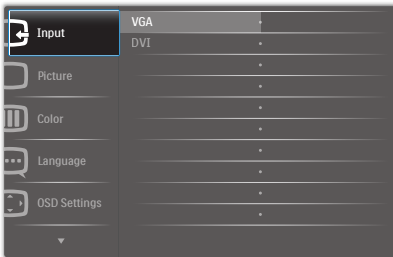 Input
VGA
DVI
Picture
Color
Language
OSD Settings